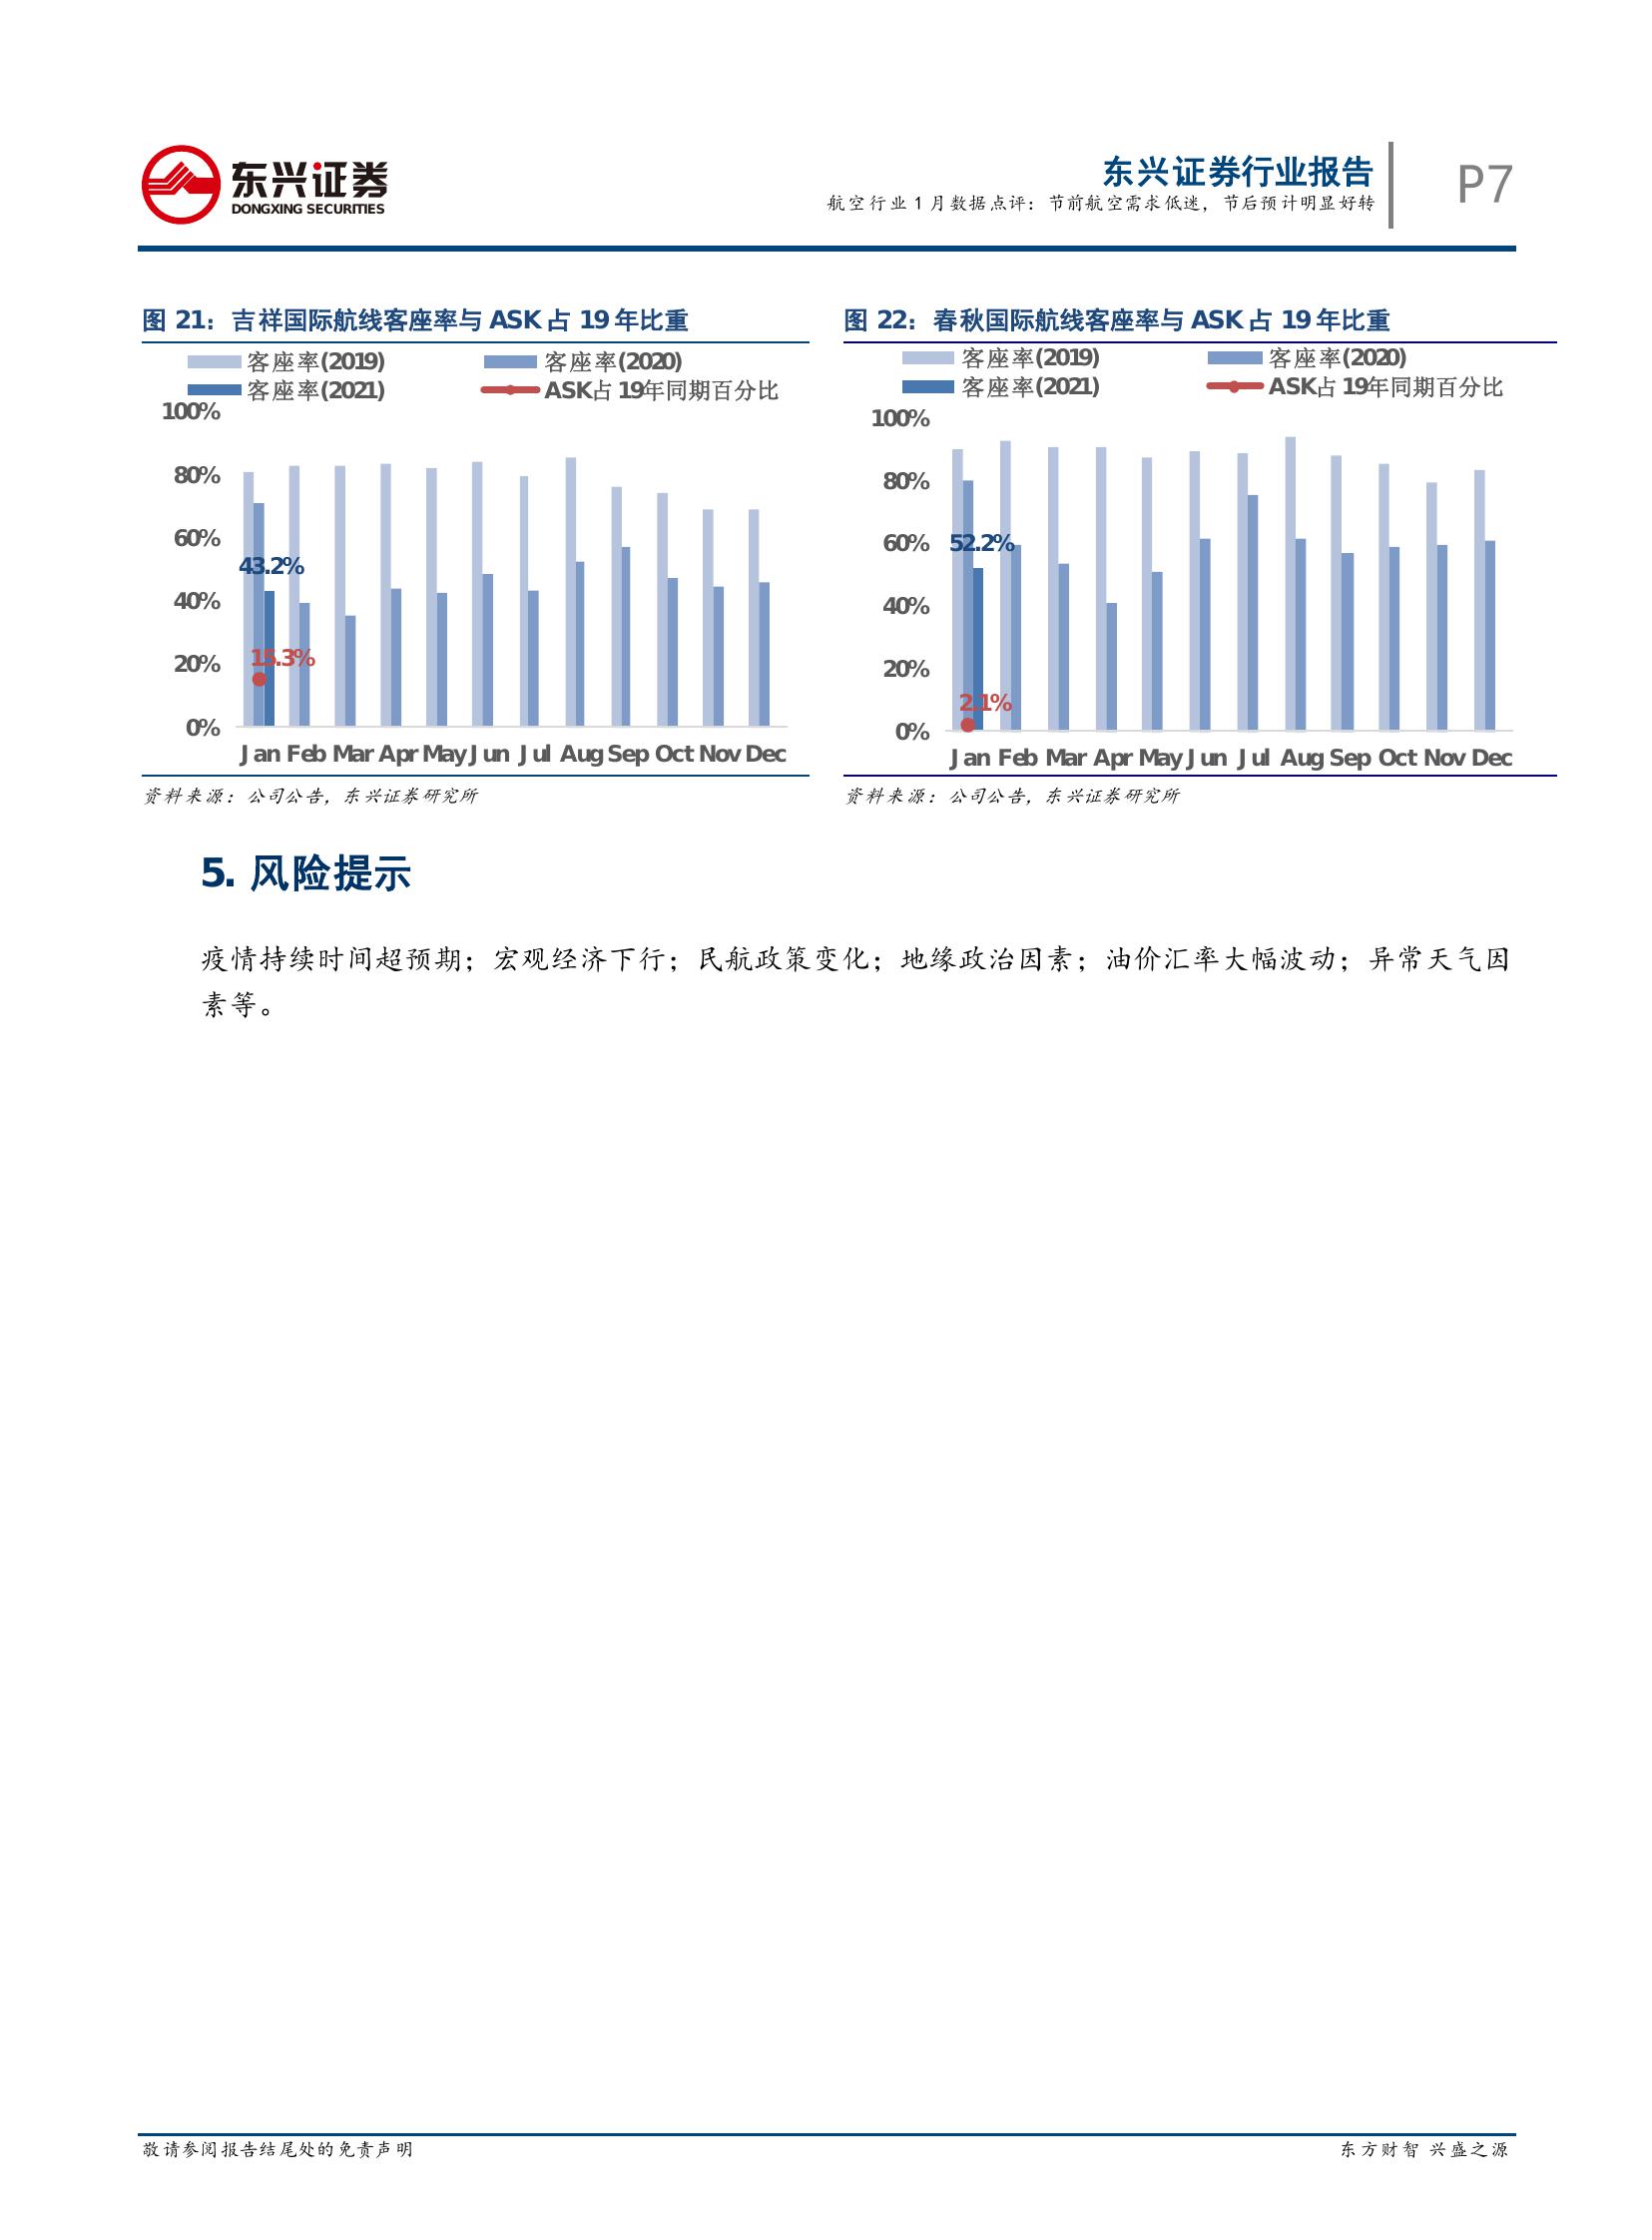 东兴证券
DONGXING SECURITIES
东兴证券行业报告
航空行业 1 月数据点评：节前航空需求低迷，节后预计明显好转
P7
图 21：吉祥国际航线客座率与 ASK 占 19 年比重
客座率(2019)
客座率(2020)
客座率(2021)
ASK占19年同期百分比
100%
80%
60%
40%
20%
0%
43.2%
15.3%
Jan Feb Mar Apr May Jun Jul Aug Sep Oct Nov Dec
资料来源：公司公告，东兴证券研究所
图 22：春秋国际航线客座率与 ASK 占 19 年比重
客座率(2019)
客座率(2020)
客座率(2021)
ASK占19年同期百分比
100%
80%
60%
40%
20%
0%
52.2%
2.1%
Jan Feb Mar Apr May Jun Jul Aug Sep Oct Nov Dec
资料来源：公司公告，东兴证券研究所
5. 风险提示
疫情持续时间超预期；宏观经济下行；民航政策变化；地缘政治因素；油价汇率大幅波动；异常天气因
素等。
敬请参阅报告结尾处的免责声明
东方财智 兴盛之源